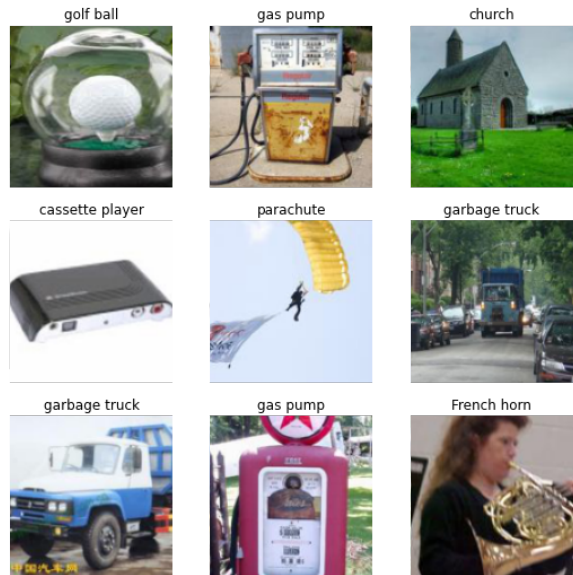 golf ball
gas pump
church
cassette player
parachute
garbage truck
garbage truck
gas pump
French horn
中国汽车网